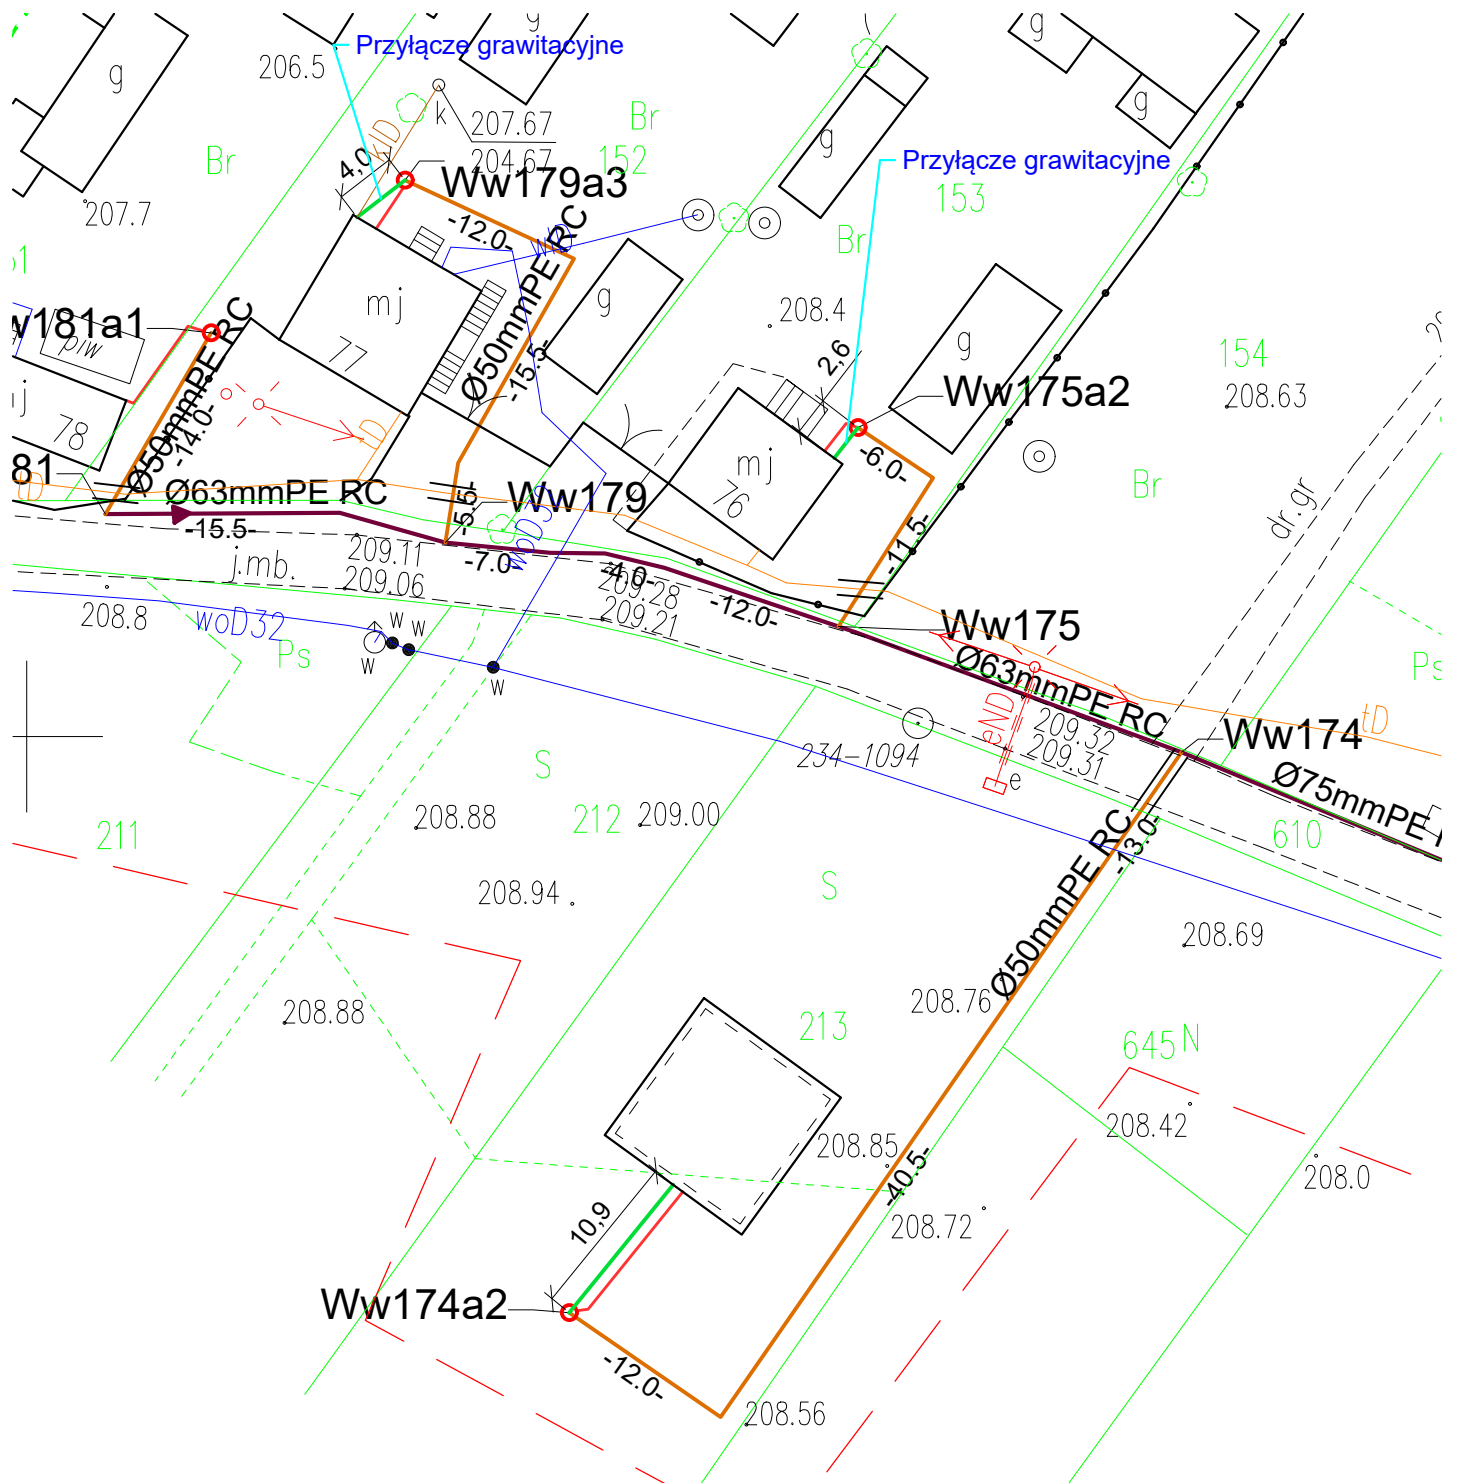 g
g
g
g
Przyłącze grawitacyjne
206.5
k
207.67
204.67
Br
152
Br
kD
4,0
Ww179a3
g
Przyłącze grawitacyjne
153
207.7
-12.0-
Ø50mmPE RC
Br
mj
77
g
208.4
2,6
g
154
208.63
w181a1
piw
Ø50mmPE RC
-14.0-
-15.5-
Ww175a2
j
78
tD
mj
76
-6.0-
Br
dr.gr
81
tD
Ø63mmPE RC
-15.5-
Ww179
-5.5-
woD32
-7.0-
-4.0-
-11.5-
209.11
209.06
j.mb.
209.28
209.21
-12.0-
208.8
woD32
w
w
w
w
Ps
Ww175
Ø63mmPE RC
Ps
eND
209.32
209.31
tD
Ww174
e
Ø75mmPE
234-1094
S
211
208.88
212
209.00
610
-13.0-
Ø50mmPE RC
208.94
S
208.69
208.88
208.76
213
645
N
208.42
208.85
-40.5-
208.0
208.72
10,9
Ww174a2
-12.0-
208.56